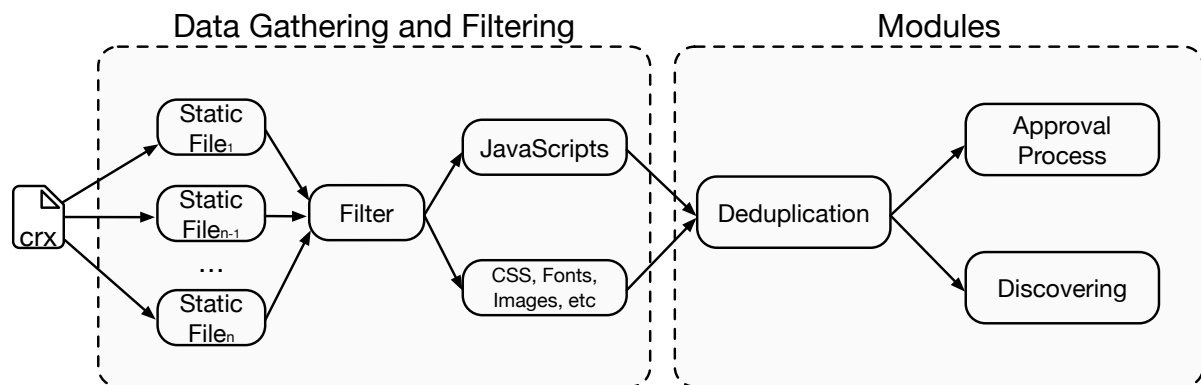 Data Gathering and Filtering
Modules
Static
File₁
Static
Fileₙ₋₁
...
Static
Fileₙ
crx
Filter
JavaScripts
CSS, Fonts,
Images, etc
Deduplication
Approval
Process
Discovering